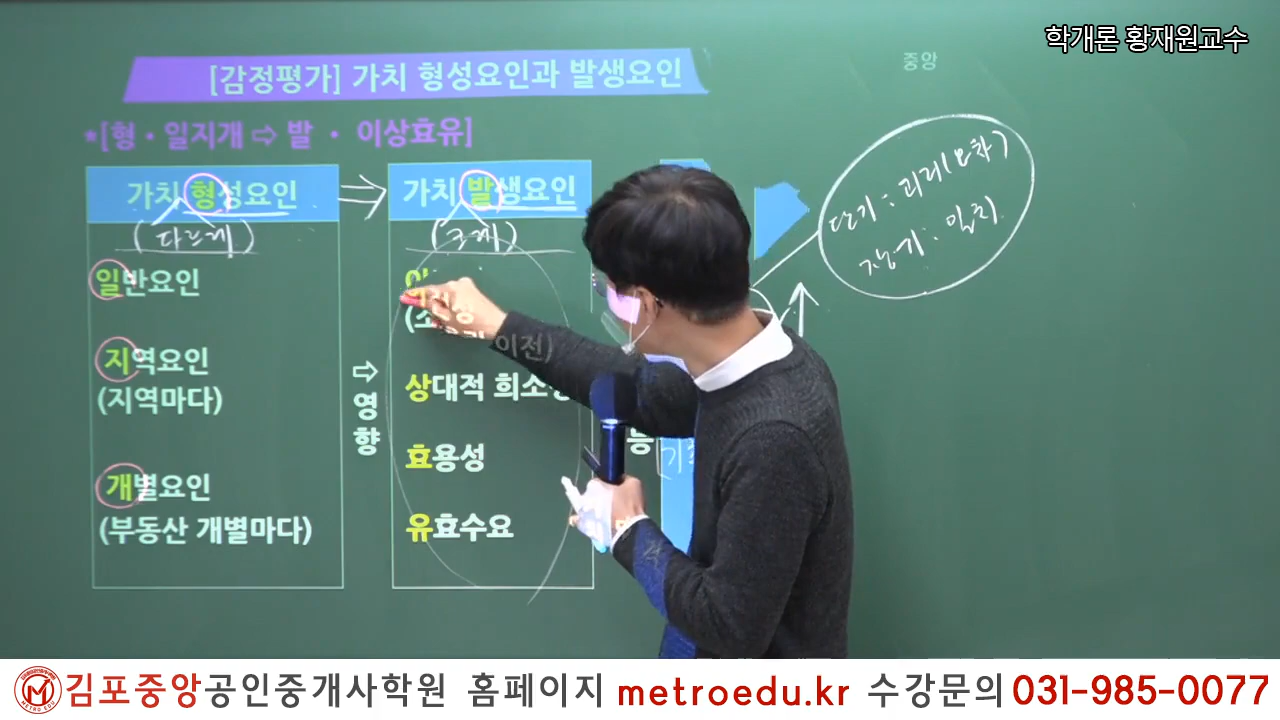 학개론 황재원교수
중앙
[감정평가] 가치 형성요인과 발생요인
*[형・일지개 ⇨ 발 ・ 이상효유]
가치 형성요인
(다르게)
일반요인
지역요인
(지역마다)
개별요인
(부동산 개별마다)
⇨
영
향
가치 발생요인
이전)
상대적 희소성
효용성
유효수요
단기 : 괴리(오차)
장기 : 일치
김포중앙공인중개사학원 홈페이지 metroedu.kr 수강문의 031-985-0077
METRO EDU